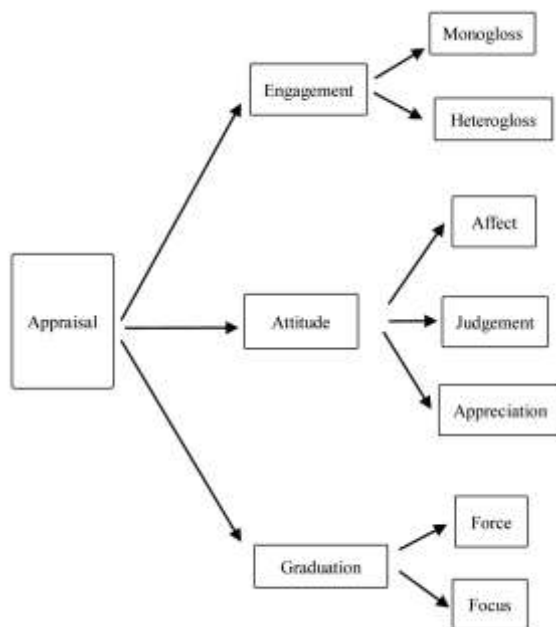 Monogloss
Engagement
Heterogloss
Affect
Appraisal
Attitude
Judgement
Appreciation
Force
Graduation
Focus